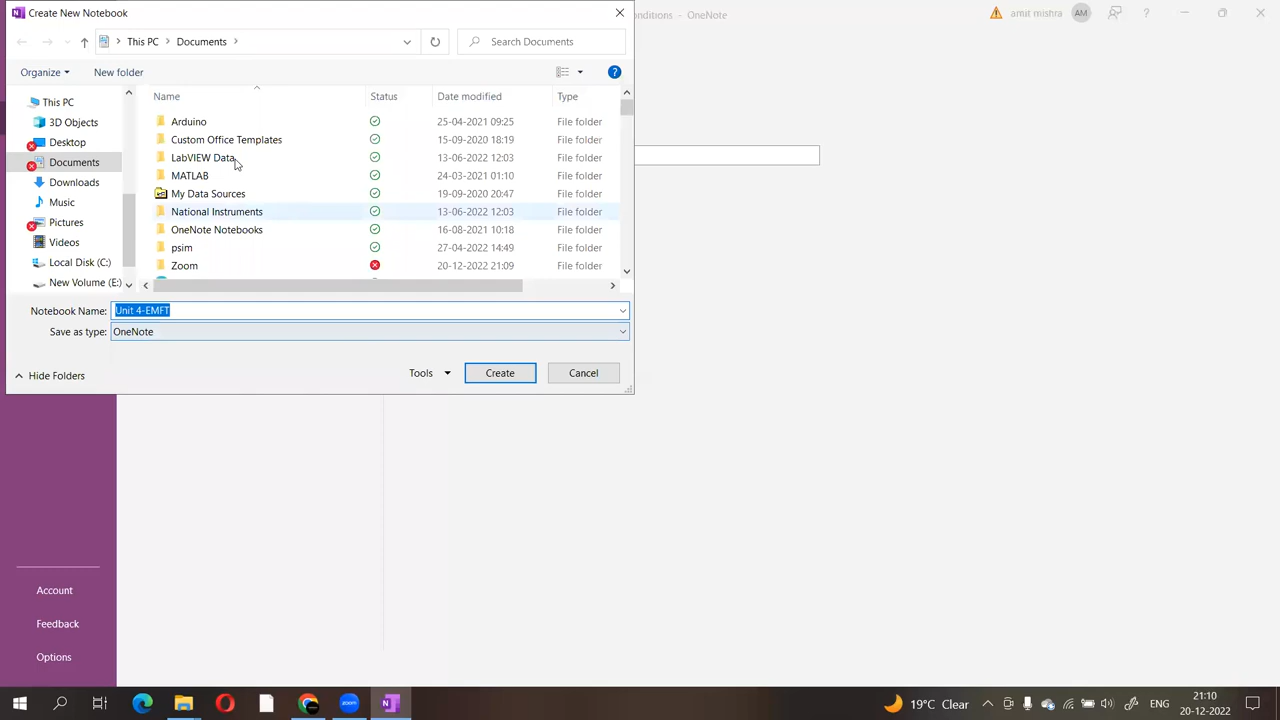 Create New Notebook
onditions - OneNote
amit mishra
AM
?
This PC
Documents
Search Documents
Organize
New folder
?
Name
Status
Date modified
Type
This PC
3D Objects
Desktop
Documents
Downloads
Music
Pictures
Videos
Local Disk (C:)
New Volume (E:)
Arduino 25-04-2021 09:25 File folder
Custom Office Templates 15-09-2020 18:19 File folder
LabVIEW Data 13-06-2022 12:03 File folder
MATLAB 24-03-2021 01:10 File folder
My Data Sources 19-09-2020 20:47 File folder
National Instruments 13-06-2022 12:03 File folder
OneNote Notebooks 16-08-2021 10:18 File folder
psim 27-04-2022 14:49 File folder
Zoom 20-12-2022 21:09 File folder
Notebook Name: Unit 4-EMFT
Save as type: OneNote
Hide Folders
Tools
Create
Cancel
Account
Feedback
Options
zoom
19°C Clear
ENG
21:10
20-12-2022